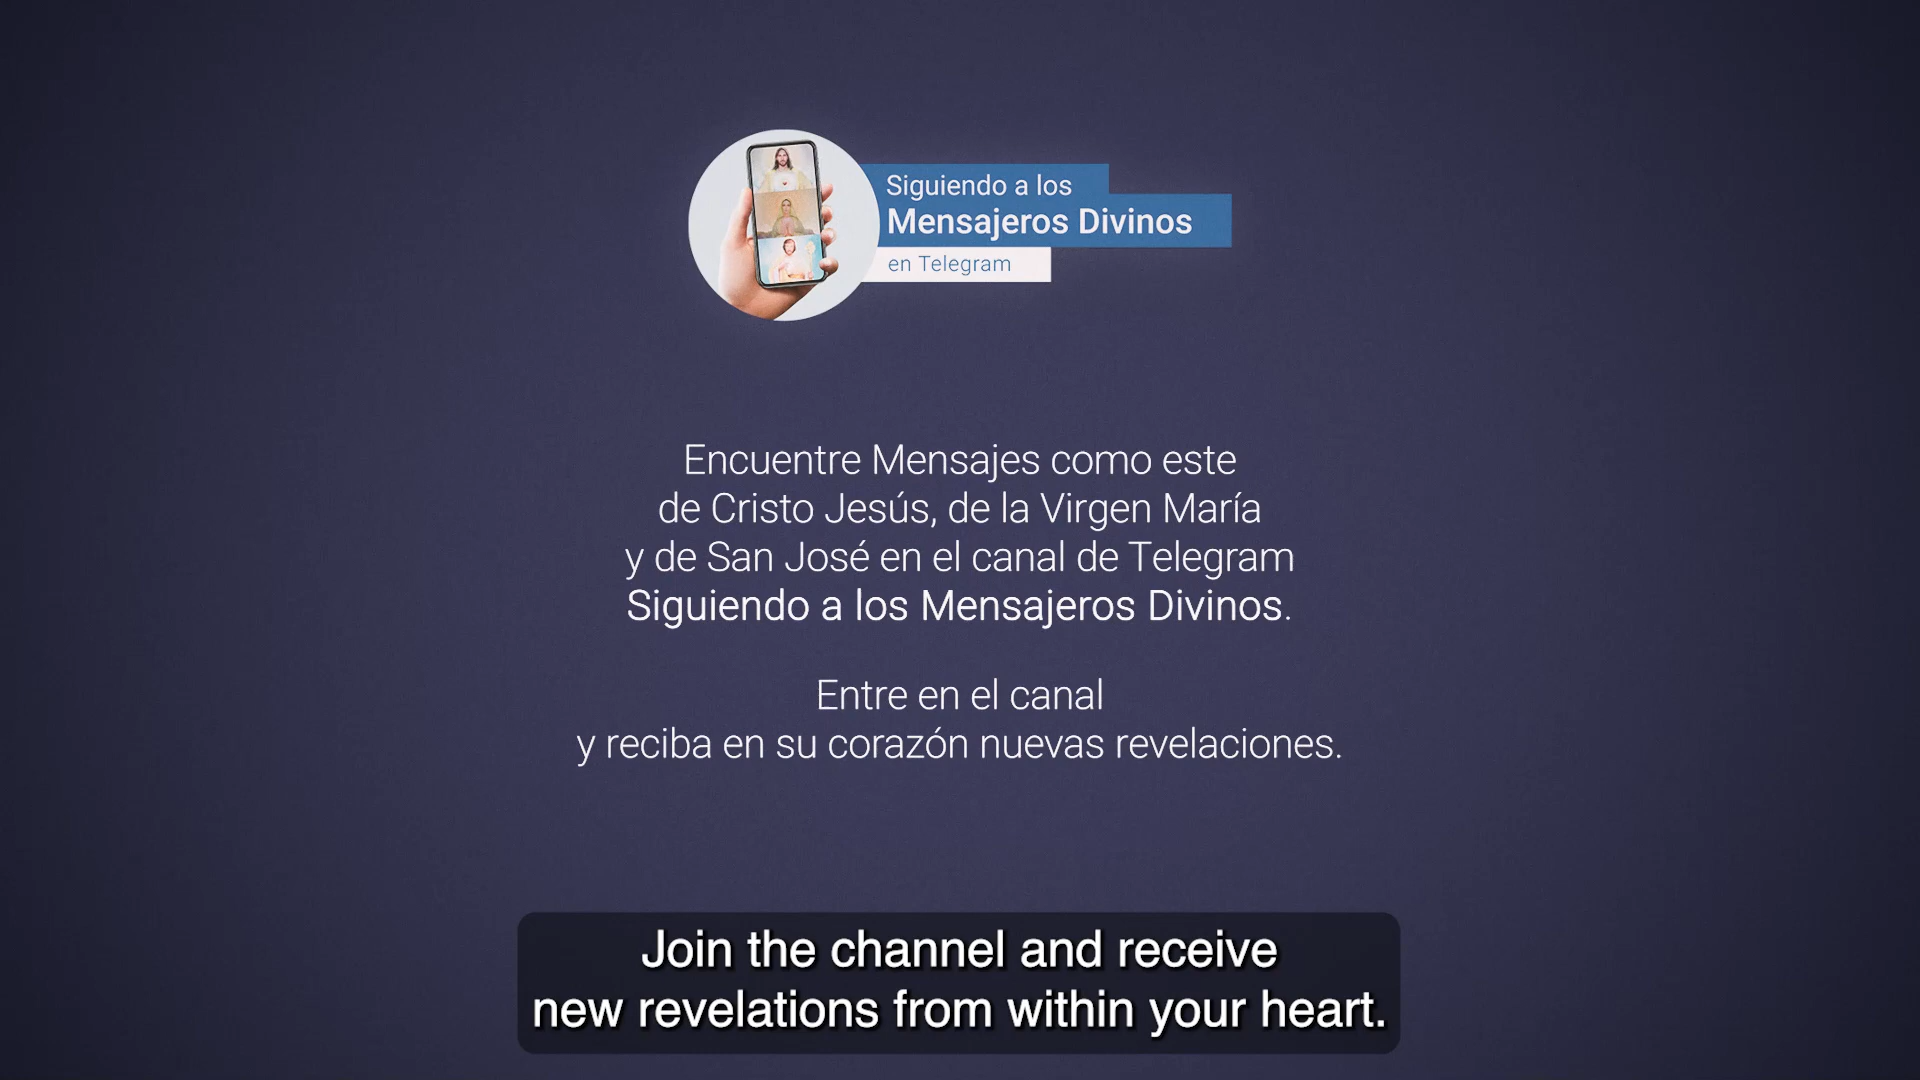 Siguiendo a los
Mensajeros Divinos
en Telegram
Encuentre Mensajes como este
de Cristo Jesús, de la Virgen María
y de San José en el canal de Telegram
Siguiendo a los Mensajeros Divinos.
Entre en el canal
y reciba en su corazón nuevas revelaciones.
Join the channel and receive
new revelations from within your heart.